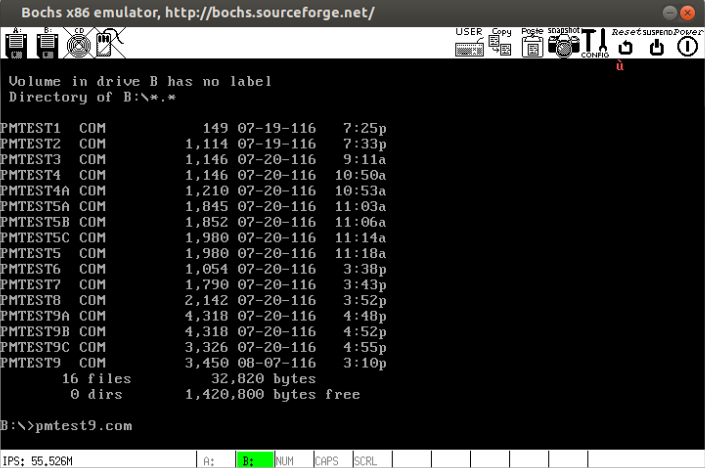 Bochs x86 emulator, http://bochs.sourceforge.net/
A: B: CD USER Copy Paste Snapshot CONFIG Reset SUSPEND Power
ù
Volume in drive B has no label
Directory of B:\*.*
PMTEST1 COM 149 07-19-116 7:25p
PMTEST2 COM 1,114 07-19-116 7:33p
PMTEST3 COM 1,146 07-20-116 9:11a
PMTEST4 COM 1,146 07-20-116 10:50a
PMTEST4A COM 1,210 07-20-116 10:53a
PMTEST5A COM 1,845 07-20-116 11:03a
PMTEST5B COM 1,852 07-20-116 11:06a
PMTEST5C COM 1,980 07-20-116 11:14a
PMTEST5 COM 1,980 07-20-116 11:18a
PMTEST6 COM 1,054 07-20-116 3:38p
PMTEST7 COM 1,790 07-20-116 3:43p
PMTEST8 COM 2,142 07-20-116 3:52p
PMTEST9A COM 4,318 07-20-116 4:48p
PMTEST9B COM 4,318 07-20-116 4:52p
PMTEST9C COM 3,326 07-20-116 4:55p
PMTEST9 COM 3,450 08-07-116 3:10p
16 files 32,820 bytes
0 dirs 1,420,800 bytes free
B:\>pmtest9.com
IPS: 55.526M A: B: NUM CAPS SCRL